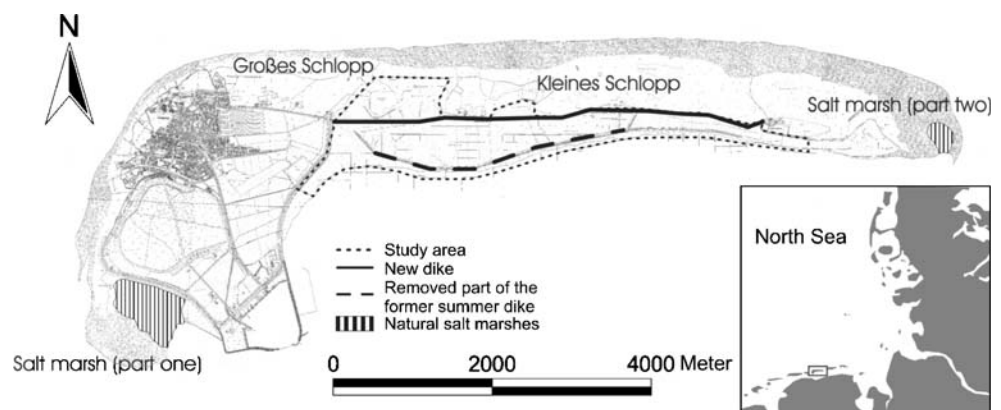 N
Großes Schlopp
Kleines Schlopp
Salt marsh (part two)
Study area
New dike
Removed part of the
former summer dike
Natural salt marshes
Salt marsh (part one)
0 2000 4000 Meter
North Sea